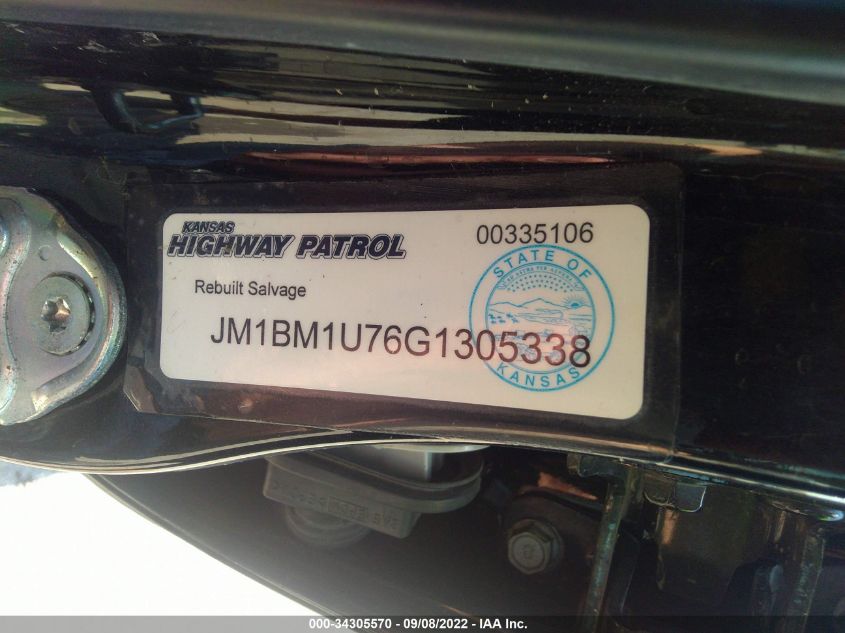 KANSAS
HIGHWAY PATROL
00335106
Rebuilt Salvage
JM1BM1U76G1305338
STATE OF
KANSAS
000-34305570 - 09/08/2022 - IAA Inc.